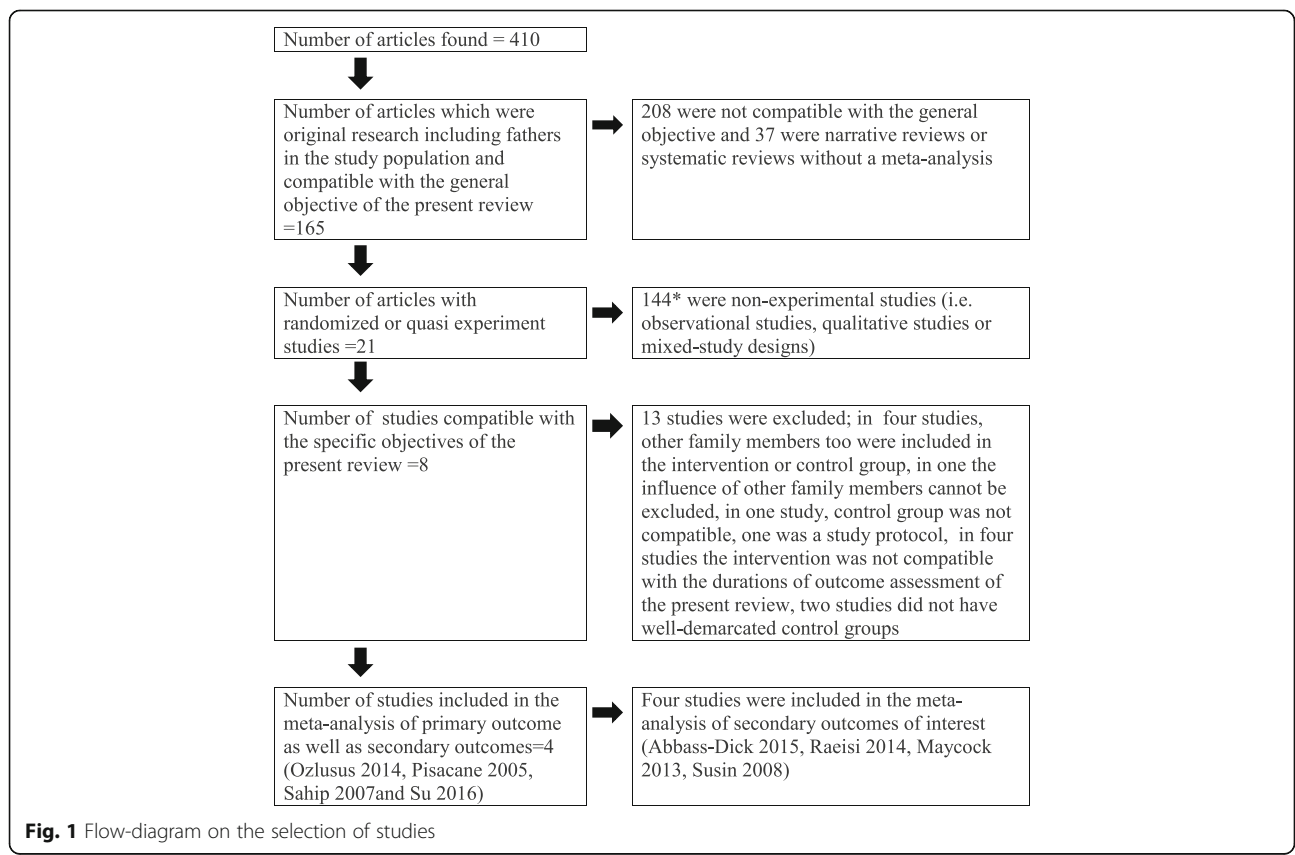 Number of articles found = 410
Number of articles which were
original research including fathers
in the study population and
compatible with the general
objective of the present review
=165
208 were not compatible with the general
objective and 37 were narrative reviews or
systematic reviews without a meta-analysis
Number of articles with
randomized or quasi experiment
studies =21
144* were non-experimental studies (i.e.
observational studies, qualitative studies or
mixed-study designs)
Number of studies compatible with
the specific objectives of the
present review =8
13 studies were excluded; in four studies,
other family members too were included in
the intervention or control group, in one the
influence of other family members cannot be
excluded, in one study, control group was not
compatible, one was a study protocol, in four
studies the intervention was not compatible
with the durations of outcome assessment of
the present review, two studies did not have
well-demarcated control groups
Number of studies included in the
meta-analysis of primary outcome
as well as secondary outcomes=4
(Ozlusus 2014, Pisacane 2005,
Sahip 2007and Su 2016)
Four studies were included in the meta-
analysis of secondary outcomes of interest
(Abbass-Dick 2015, Raeisi 2014, Maycock
2013, Susin 2008)
Fig. 1 Flow-diagram on the selection of studies